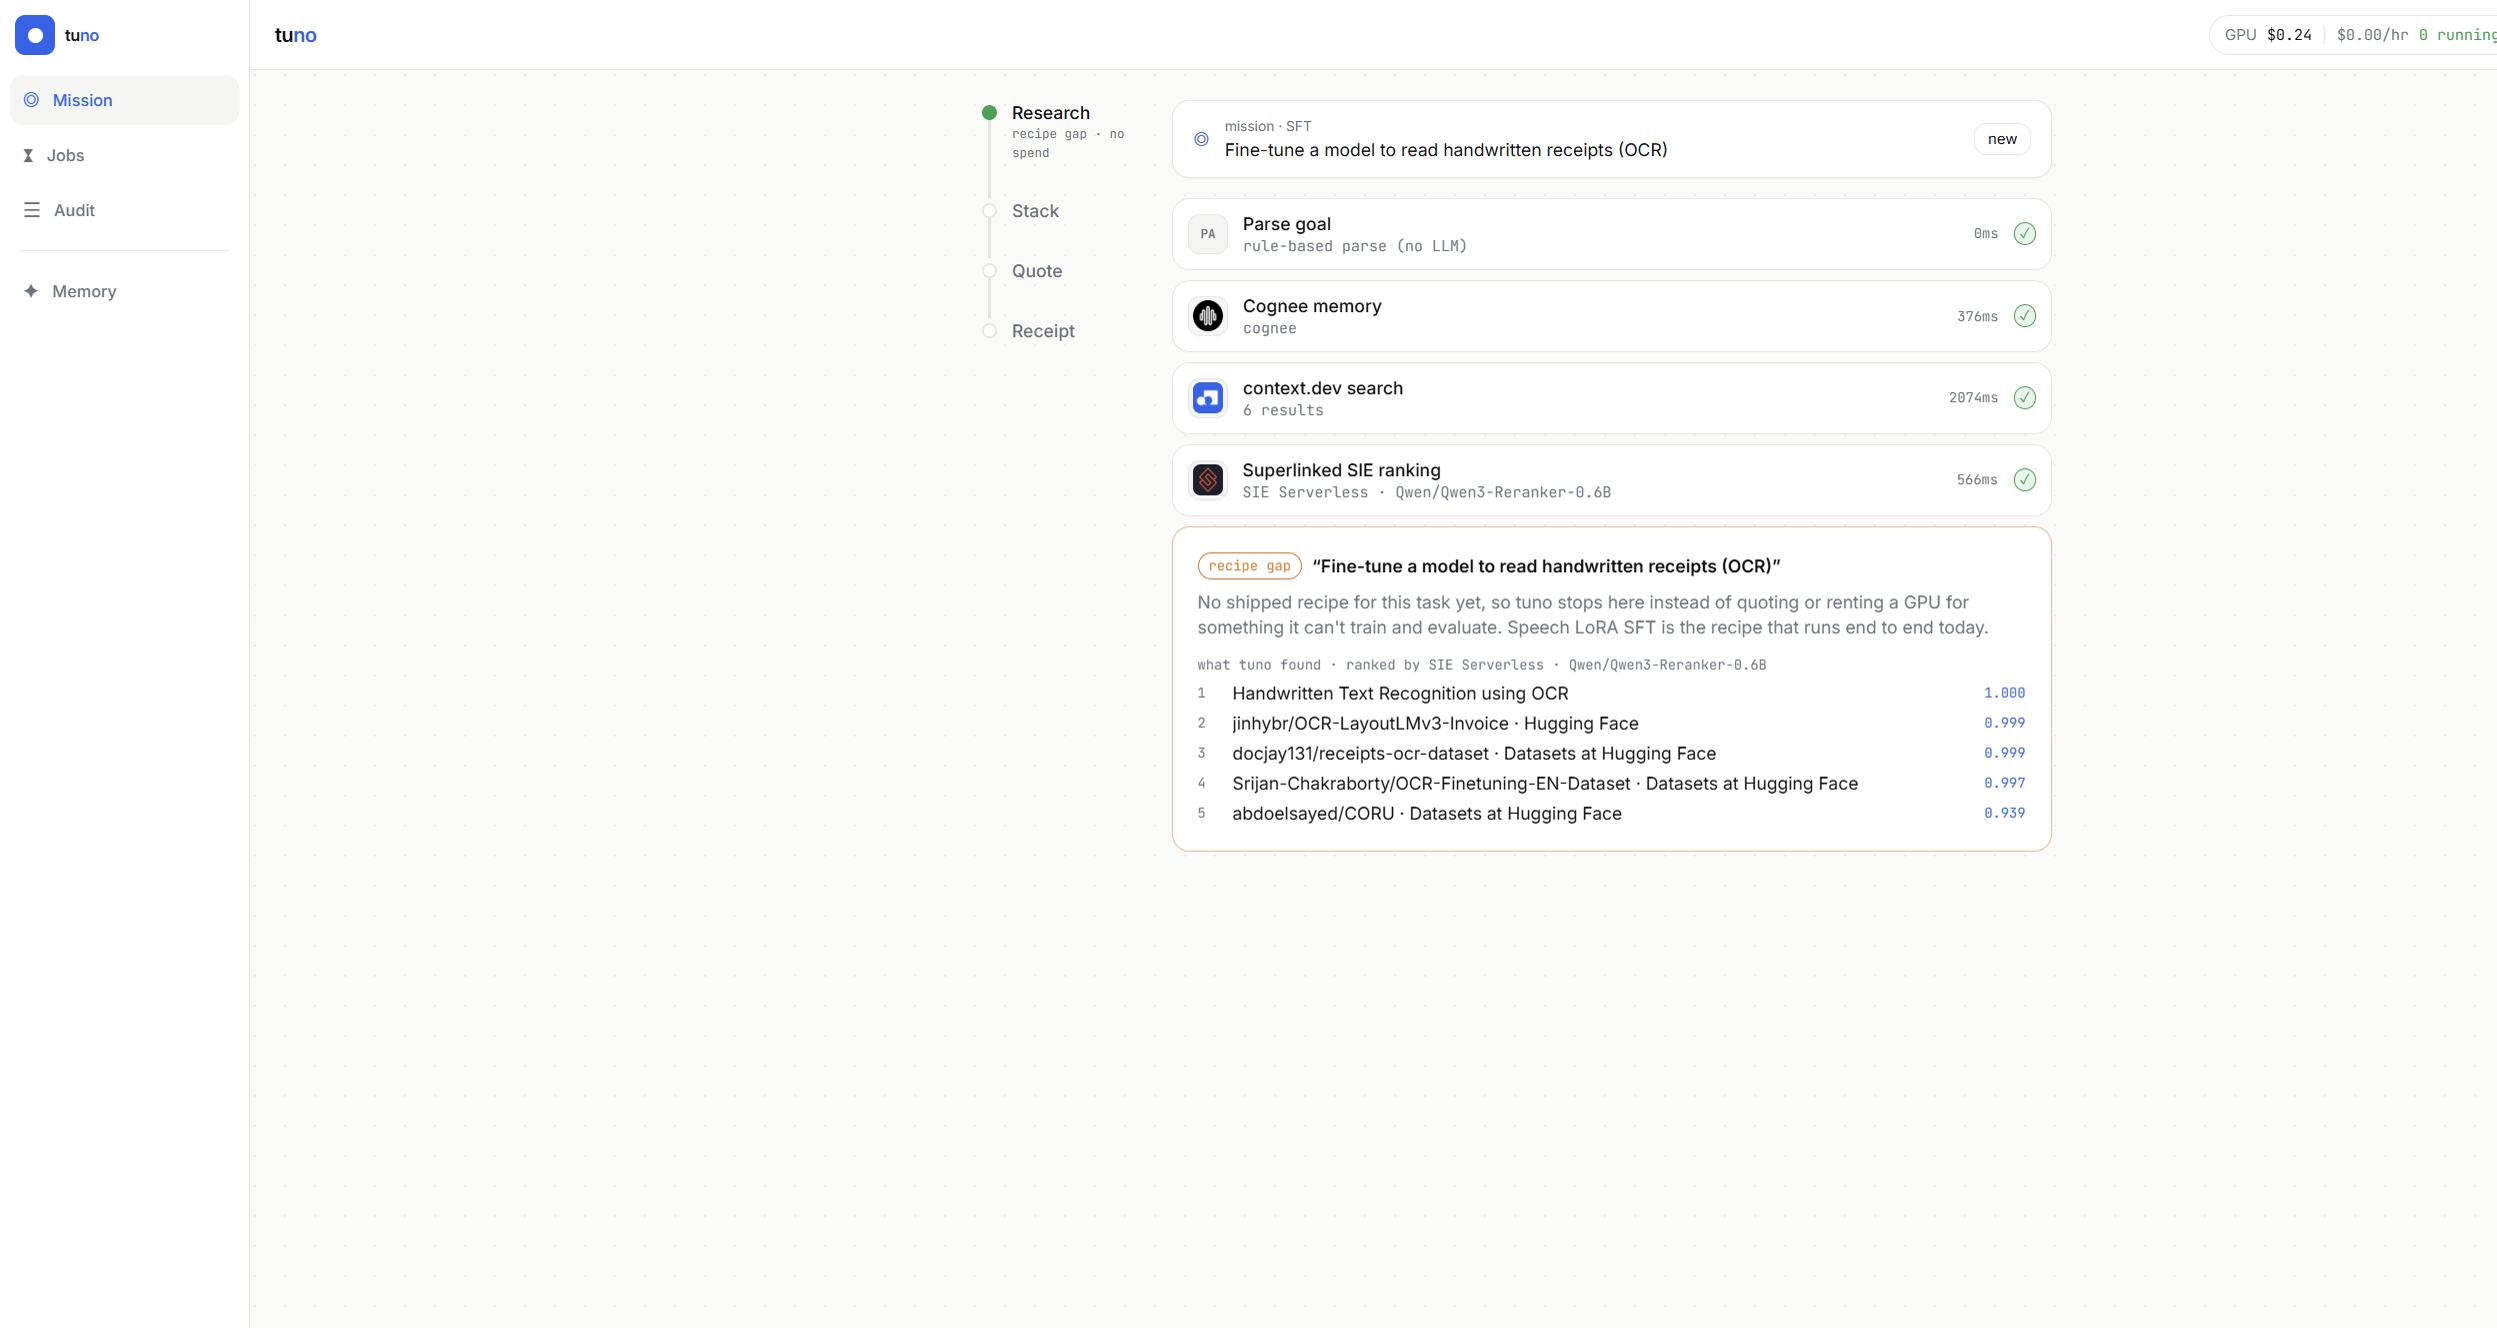 tuno
tuno
GPU $0.24 $0.00/hr 0 running
Mission
Jobs
Audit
Memory
Research
recipe gap · no
spend
Stack
Quote
Receipt
mission · SFT
Fine-tune a model to read handwritten receipts (OCR)
new
PA
Parse goal
rule-based parse (no LLM)
0ms
Cognee memory
cognee
376ms
context.dev search
6 results
2074ms
Superlinked SIE ranking
SIE Serverless · Qwen/Qwen3-Reranker-0.6B
566ms
recipe gap “Fine-tune a model to read handwritten receipts (OCR)”
No shipped recipe for this task yet, so tuno stops here instead of quoting or renting a GPU for
something it can't train and evaluate. Speech LoRA SFT is the recipe that runs end to end today.
what tuno found · ranked by SIE Serverless · Qwen/Qwen3-Reranker-0.6B
1 Handwritten Text Recognition using OCR 1.000
2 jinhybr/OCR-LayoutLMv3-Invoice · Hugging Face 0.999
3 docjay131/receipts-ocr-dataset · Datasets at Hugging Face 0.999
4 Srijan-Chakraborty/OCR-Finetuning-EN-Dataset · Datasets at Hugging Face 0.997
5 abdoelsayed/CORU · Datasets at Hugging Face 0.939